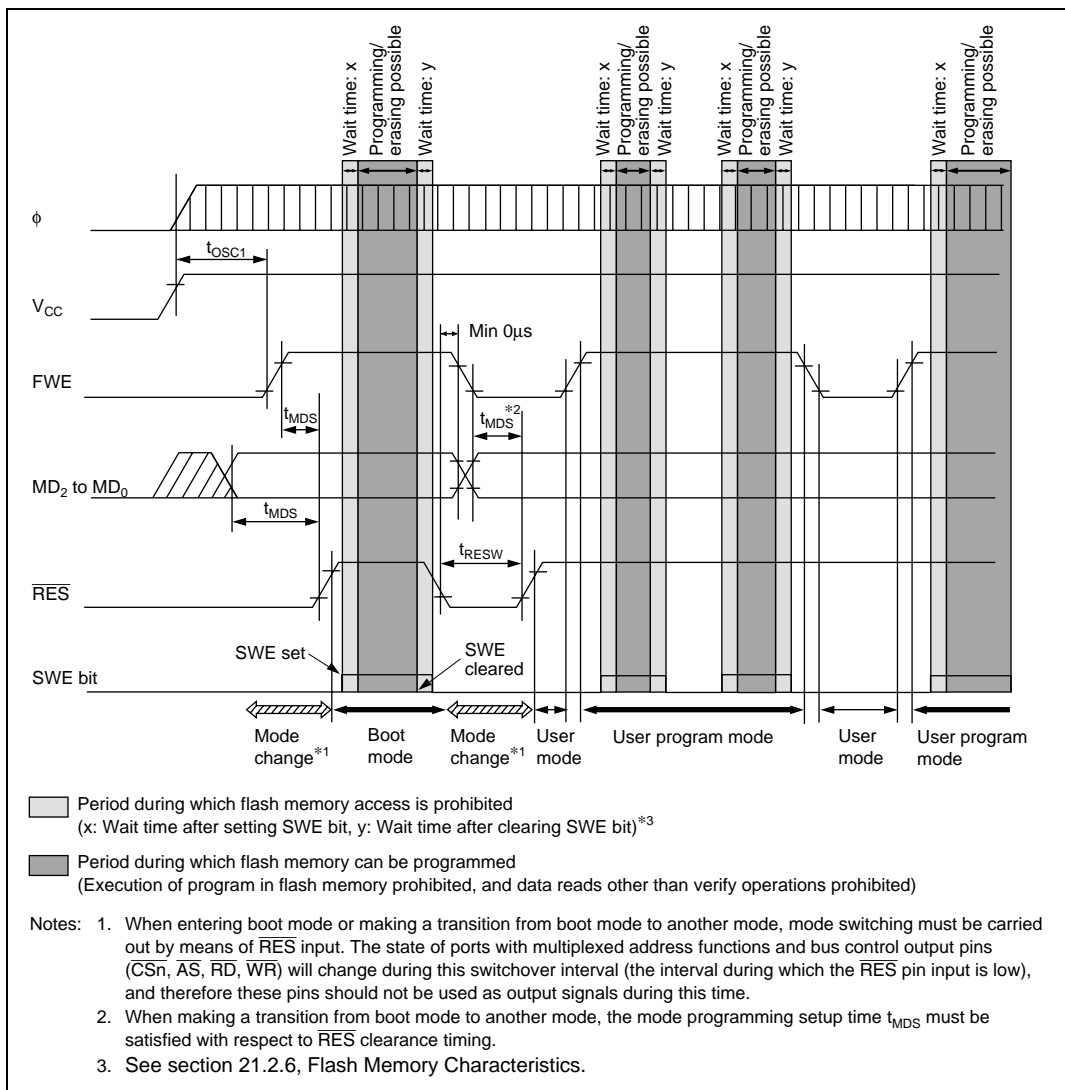 Wait time: x
Programming/
erasing possible
Wait time: y
Wait time: x
Programming/
erasing possible
Wait time: y
Wait time: x
Programming/
erasing possible
Wait time: y
Wait time: x
Programming/
erasing possible
φ
tOSC1
VCC
Min 0μs
FWE
tMDS
tMDS*2
MD2 to MD0
tMDS
tRESW
RES
SWE set
SWE
cleared
SWE bit
Mode
change*1
Boot
mode
Mode
change*1
User
mode
User program mode
User
mode
User program
mode
Period during which flash memory access is prohibited
(x: Wait time after setting SWE bit, y: Wait time after clearing SWE bit)*3
Period during which flash memory can be programmed
(Execution of program in flash memory prohibited, and data reads other than verify operations prohibited)
Notes: 1. When entering boot mode or making a transition from boot mode to another mode, mode switching must be carried
out by means of RES input. The state of ports with multiplexed address functions and bus control output pins
(CSn, AS, RD, WR) will change during this switchover interval (the interval during which the RES pin input is low),
and therefore these pins should not be used as output signals during this time.
2. When making a transition from boot mode to another mode, the mode programming setup time tMDS must be
satisfied with respect to RES clearance timing.
3. See section 21.2.6, Flash Memory Characteristics.